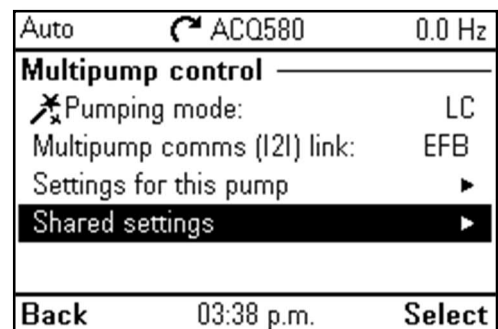 Auto ACQ580 0.0 Hz
Multipump control
Pumping mode: LC
Multipump comms (I2I) link: EFB
Settings for this pump
Shared settings
Back 03:38 p.m. Select